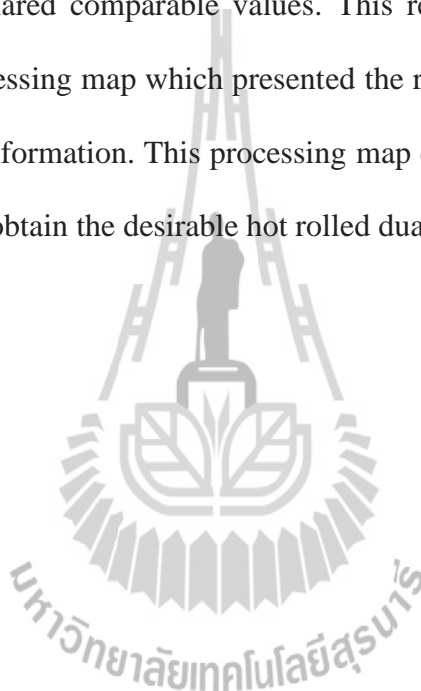 ared comparable values. This re
essing map which presented the r
formation. This processing map
obtain the desirable hot rolled dua
มหาวิทยาลัยเทคโนโลยีสุรนารี